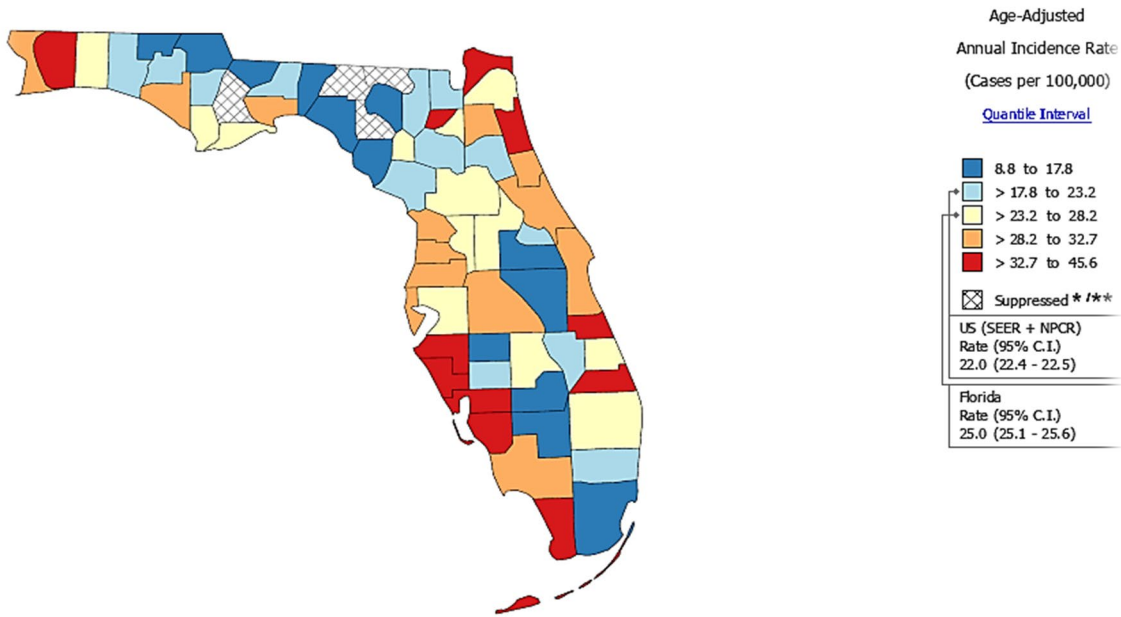 Age-Adjusted
Annual Incidence Rate
(Cases per 100,000)
Quantile Interval
8.8 to 17.8
> 17.8 to 23.2
> 23.2 to 28.2
> 28.2 to 32.7
> 32.7 to 45.6
Suppressed */**
US (SEER + NPCR)
Rate (95% C.I.)
22.0 (22.4 - 22.5)
Florida
Rate (95% C.I.)
25.0 (25.1 - 25.6)